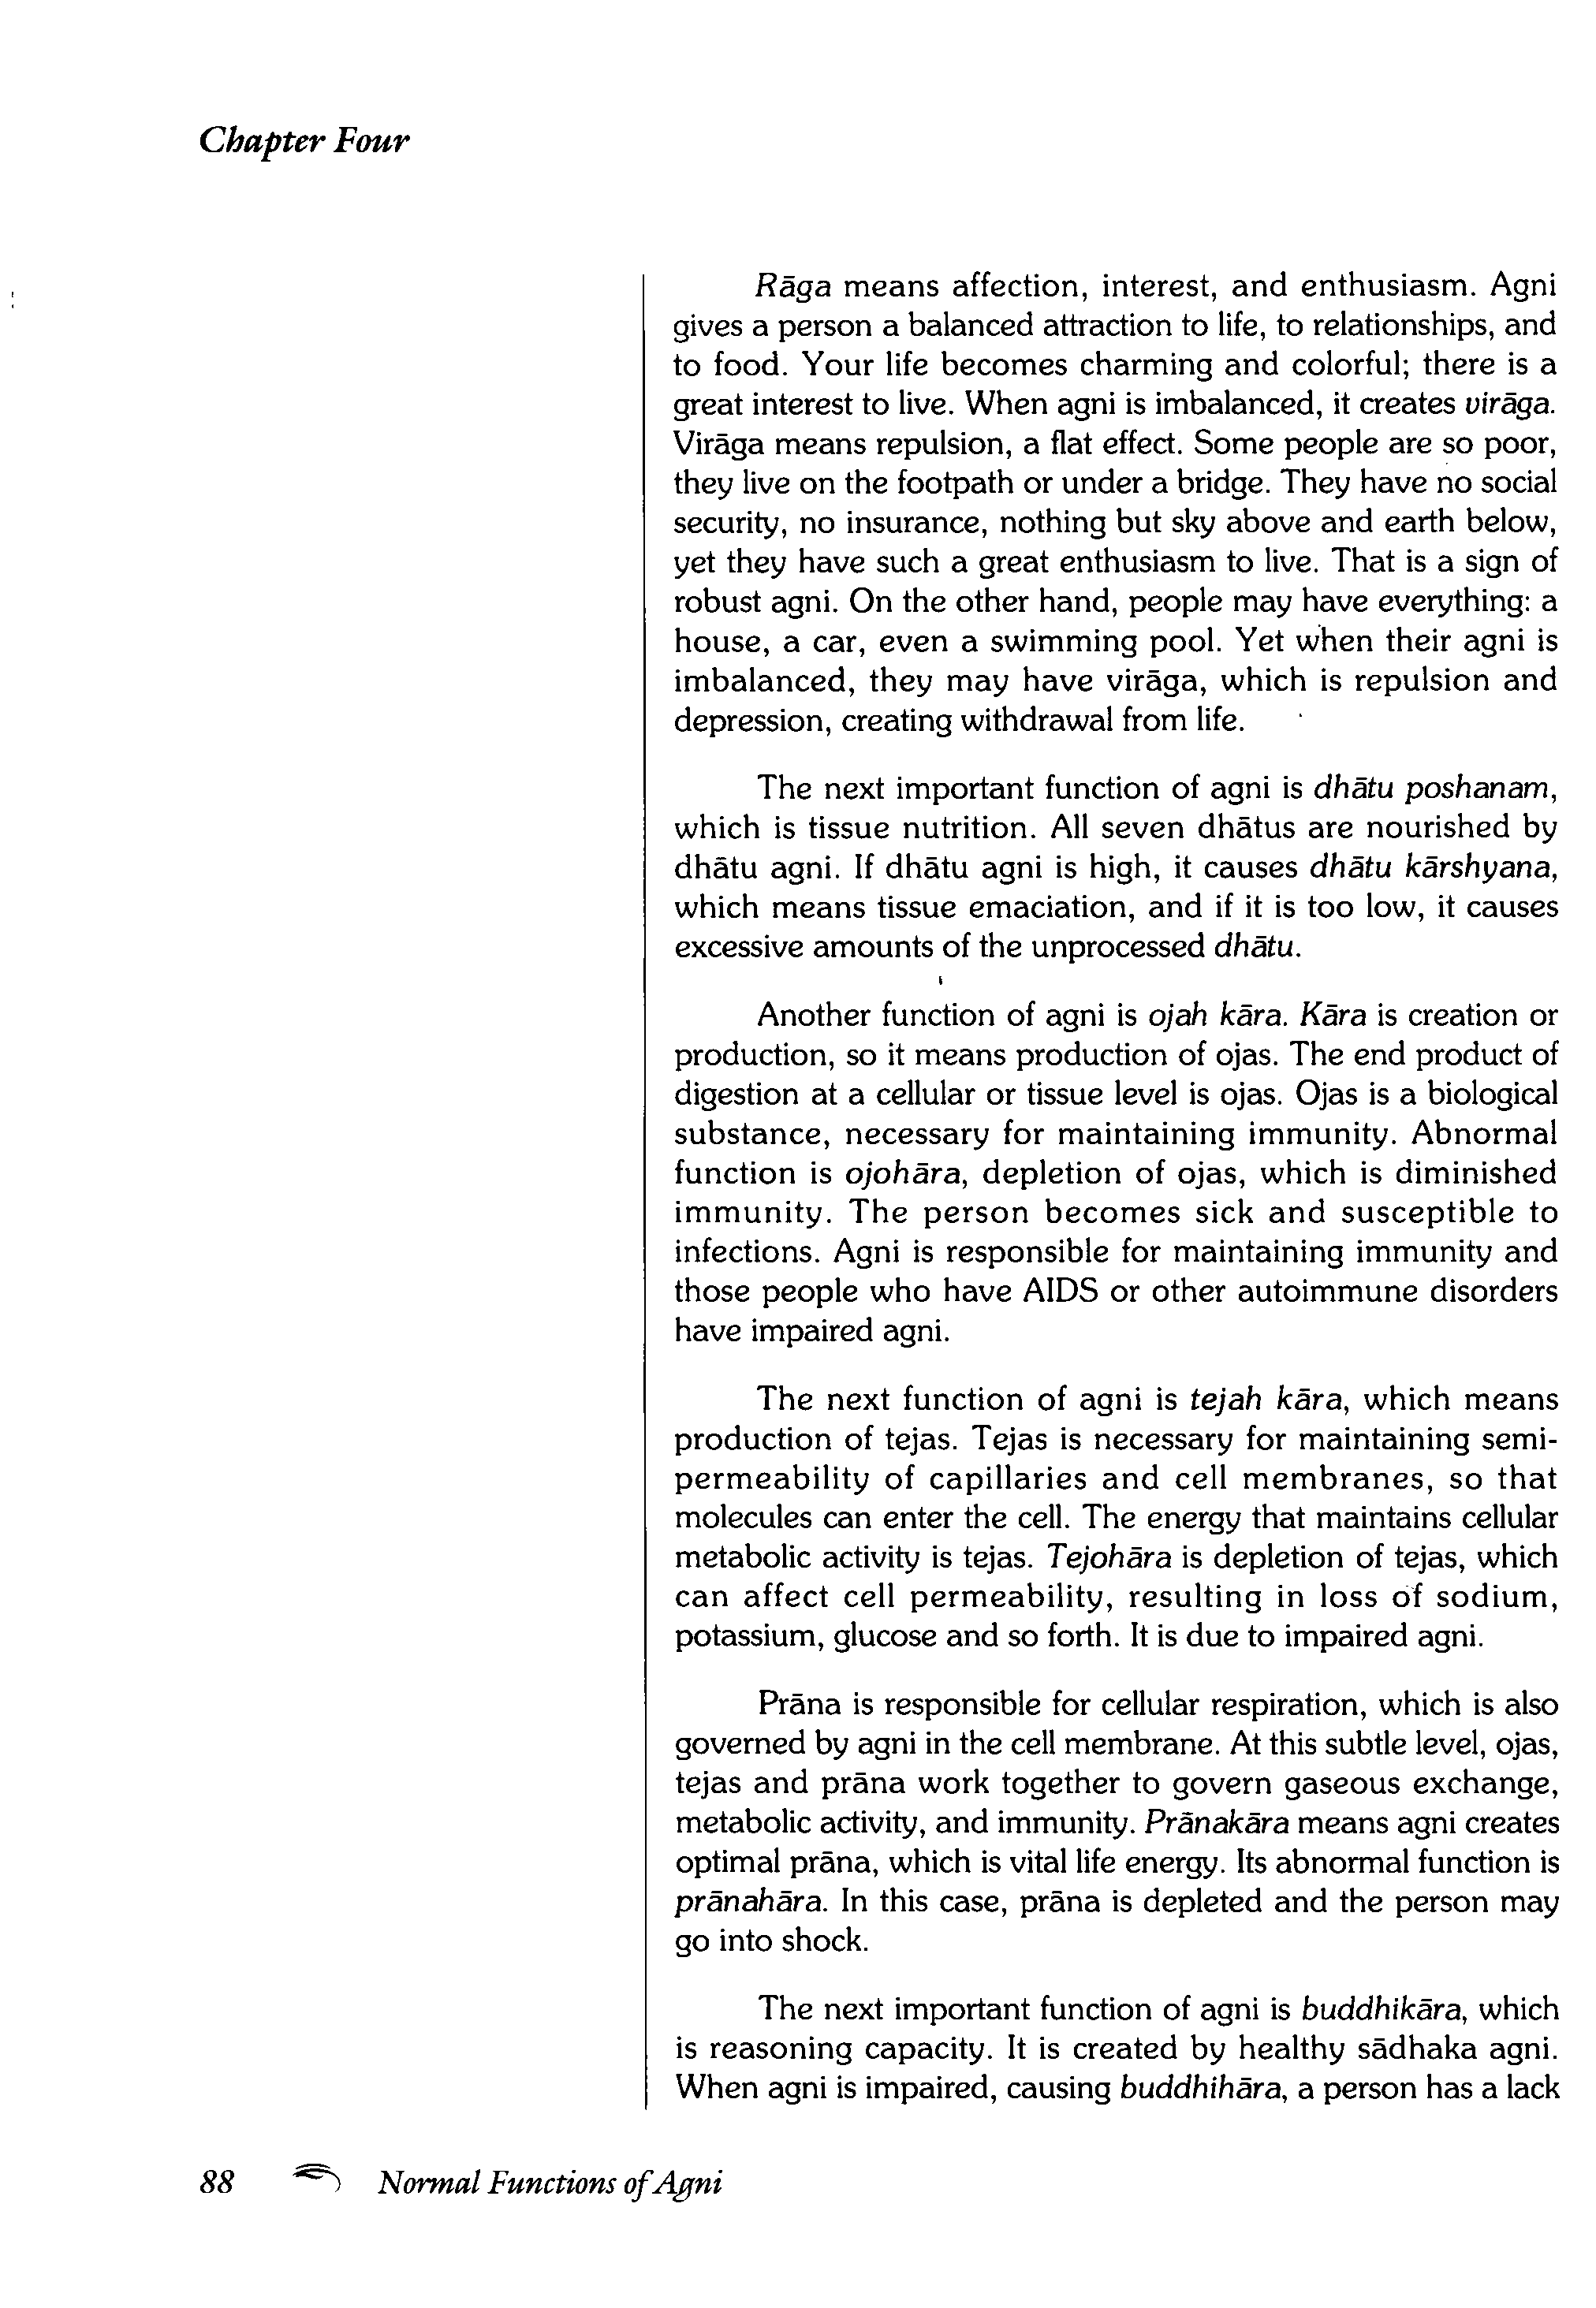 Chapter Four
Rāga means affection, interest, and enthusiasm. Agni
gives a person a balanced attraction to life, to relationships, and
to food. Your life becomes charming and colorful; there is a
great interest to live. When agni is imbalanced, it creates virāga.
Virāga means repulsion, a flat effect. Some people are so poor,
they live on the footpath or under a bridge. They have no social
security, no insurance, nothing but sky above and earth below,
yet they have such a great enthusiasm to live. That is a sign of
robust agni. On the other hand, people may have everything: a
house, a car, even a swimming pool. Yet when their agni is
imbalanced, they may have virāga, which is repulsion and
depression, creating withdrawal from life.
The next important function of agni is dhātu poshanam,
which is tissue nutrition. All seven dhātus are nourished by
dhātu agni. If dhātu agni is high, it causes dhātu kārshyana,
which means tissue emaciation, and if it is too low, it causes
excessive amounts of the unprocessed dhātu.
Another function of agni is ojah kāra. Kāra is creation or
production, so it means production of ojas. The end product of
digestion at a cellular or tissue level is ojas. Ojas is a biological
substance, necessary for maintaining immunity. Abnormal
function is ojohāra, depletion of ojas, which is diminished
immunity. The person becomes sick and susceptible to
infections. Agni is responsible for maintaining immunity and
those people who have AIDS or other autoimmune disorders
have impaired agni.
The next function of agni is tejah kāra, which means
production of tejas. Tejas is necessary for maintaining semi-
permeability of capillaries and cell membranes, so that
molecules can enter the cell. The energy that maintains cellular
metabolic activity is tejas. Tejohāra is depletion of tejas, which
can affect cell permeability, resulting in loss of sodium,
potassium, glucose and so forth. It is due to impaired agni.
Prāna is responsible for cellular respiration, which is also
governed by agni in the cell membrane. At this subtle level, ojas,
tejas and prāna work together to govern gaseous exchange,
metabolic activity, and immunity. Prānakāra means agni creates
optimal prāna, which is vital life energy. Its abnormal function is
prānahāra. In this case, prāna is depleted and the person may
go into shock.
The next important function of agni is buddhikāra, which
is reasoning capacity. It is created by healthy sādhaka agni.
When agni is impaired, causing buddhihāra, a person has a lack
88 Normal Functions of Agni